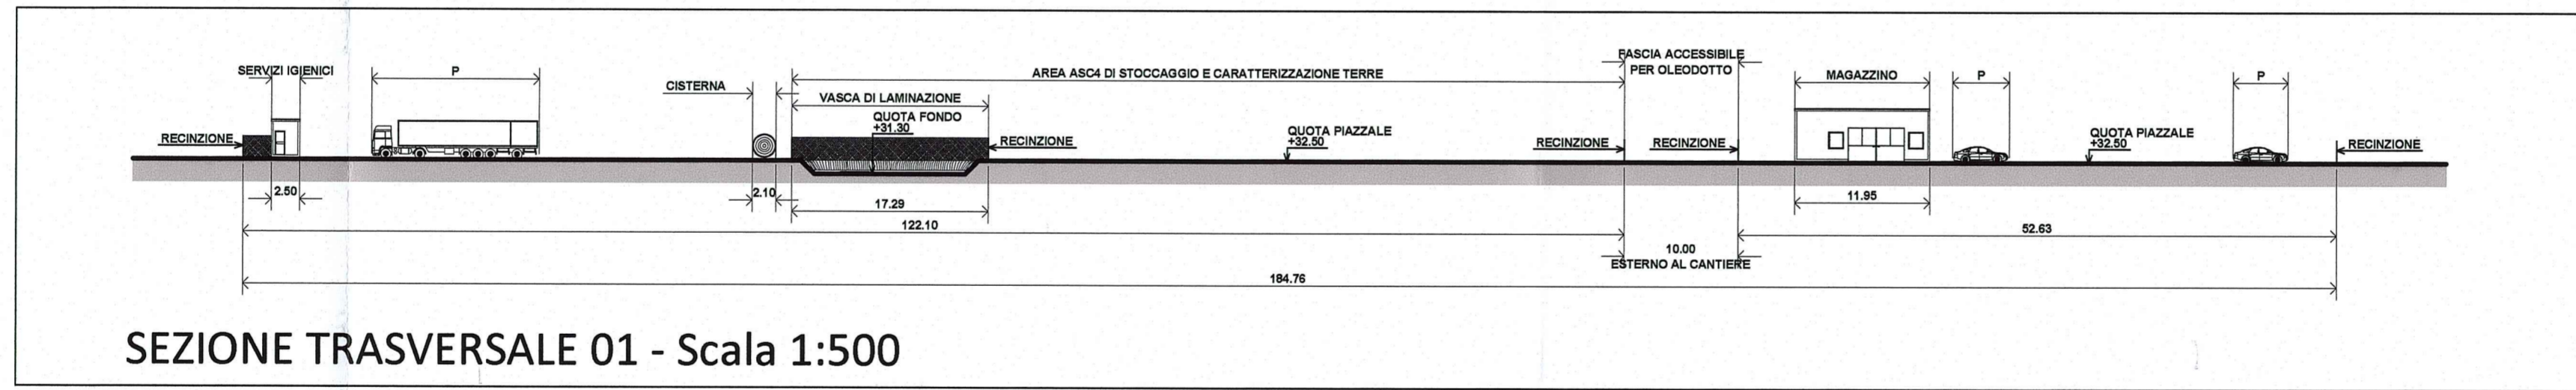 SERVIZI IGIENICI
P
CISTERNA
AREA ASC4 DI STOCCAGGIO E CARATTERIZZAZIONE TERRE
VASCA DI LAMINAZIONE
QUOTA FONDO
+31.30
FASCIA ACCESSIBILE
PER OLEODOTTO
MAGAZZINO
P
P
RECINZIONE
RECINZIONE
QUOTA PIAZZALE
+32.50
RECINZIONE
RECINZIONE
QUOTA PIAZZALE
+32.50
RECINZIONE
2.50
2.10
17.29
11.95
122.10
52.63
10.00
ESTERNO AL CANTIERE
184.76
SEZIONE TRASVERSALE 01 - Scala 1:500